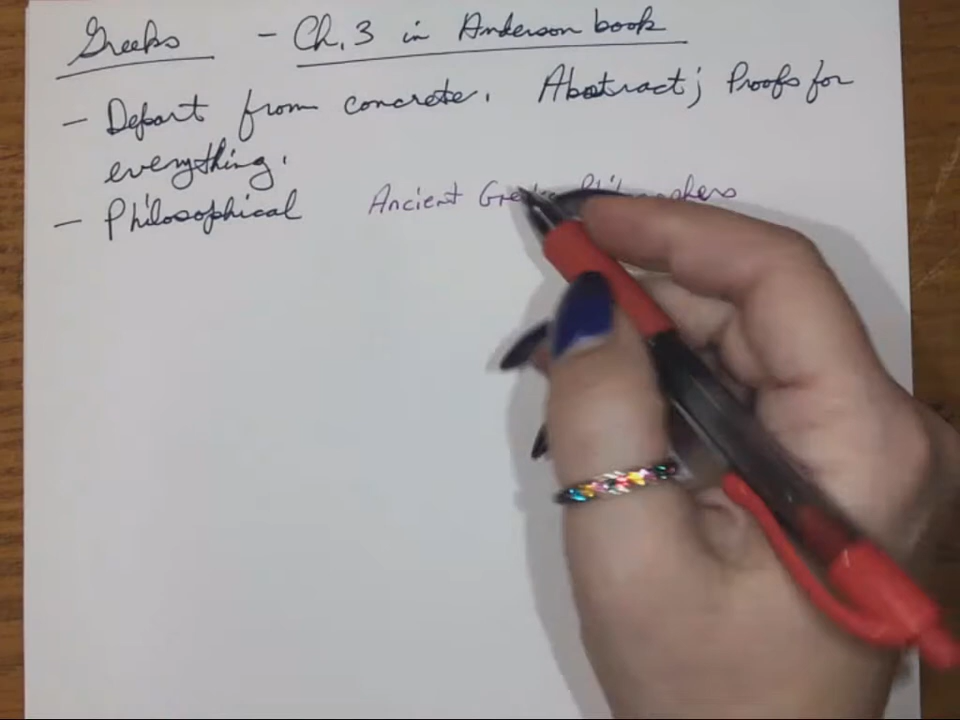 Greeks - Ch. 3 in Anderson book
- Depart from concrete. Abstract; Proofs for
everything.
- Philosophical Ancient